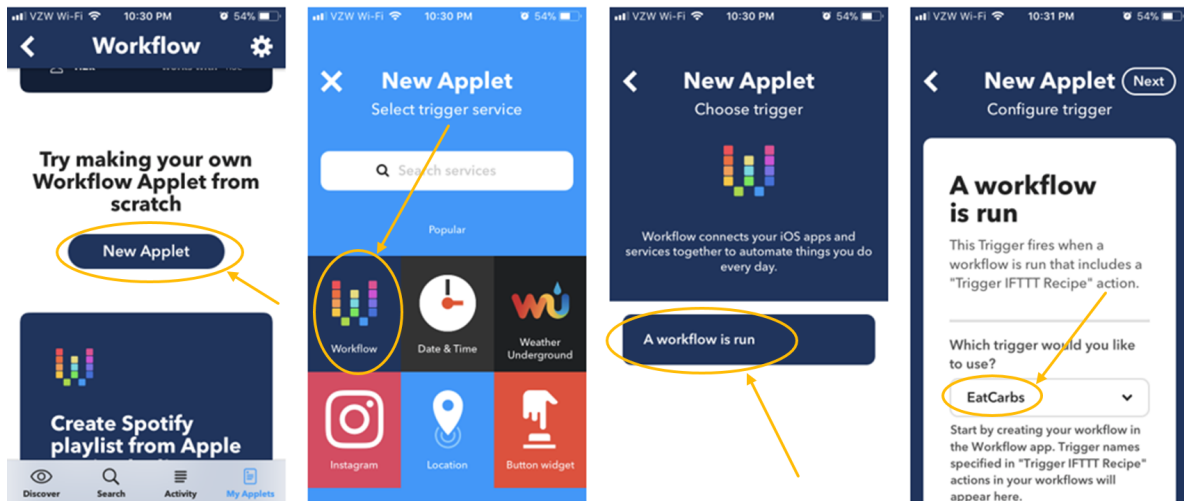 VZW Wi-Fi 10:30 PM 54%
Workflow
works with
Try making your own
Workflow Applet from
scratch
New Applet
Create Spotify
playlist from Apple
Discover Search Activity My Applets
VZW Wi-Fi 10:30 PM 54%
New Applet
Select trigger service
Search services
Popular
Workflow
Date & Time
Weather
Underground
Instagram
Location
Button widget
VZW Wi-Fi 10:30 PM 54%
New Applet
Choose trigger
Workflow connects your iOS apps and
services together to automate things you do
every day.
A workflow is run
VZW Wi-Fi 10:31 PM 54%
New Applet
Next
Configure trigger
A workflow
is run
This Trigger fires when a
workflow is run that includes a
"Trigger IFTTT Recipe" action.
Which trigger would you like
to use?
EatCarbs
Start by creating your workflow in
the Workflow app. Trigger names
specified in "Trigger IFTTT Recipe"
actions in your workflows will
appear here.